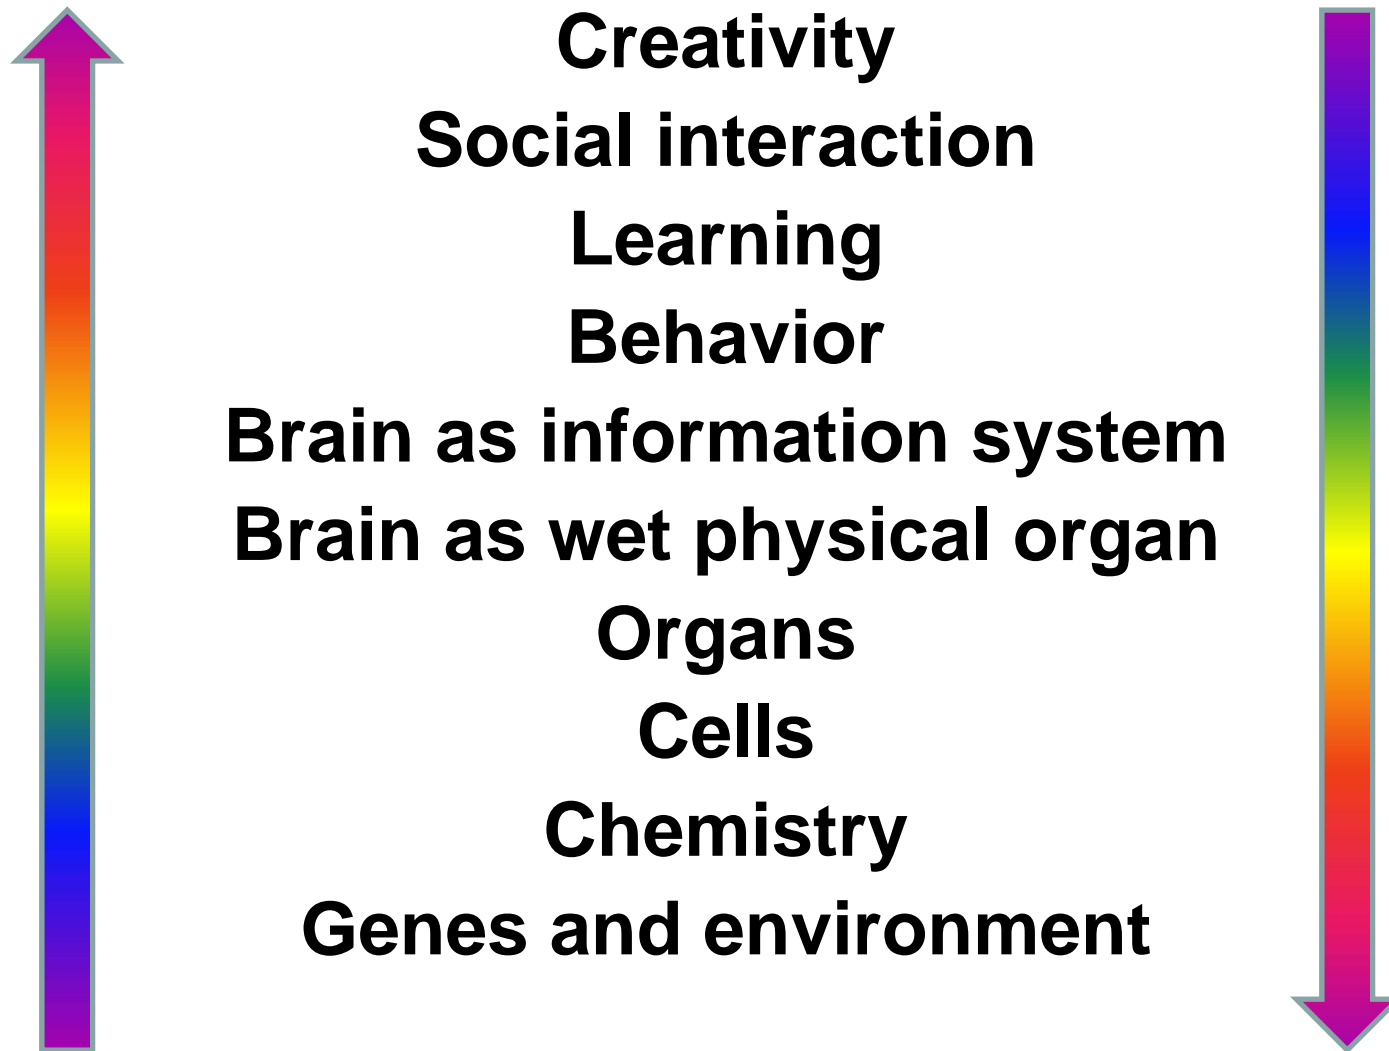 Creativity
Social interaction
Learning
Behavior
Brain as information system
Brain as wet physical organ
Organs
Cells
Chemistry
Genes and environment